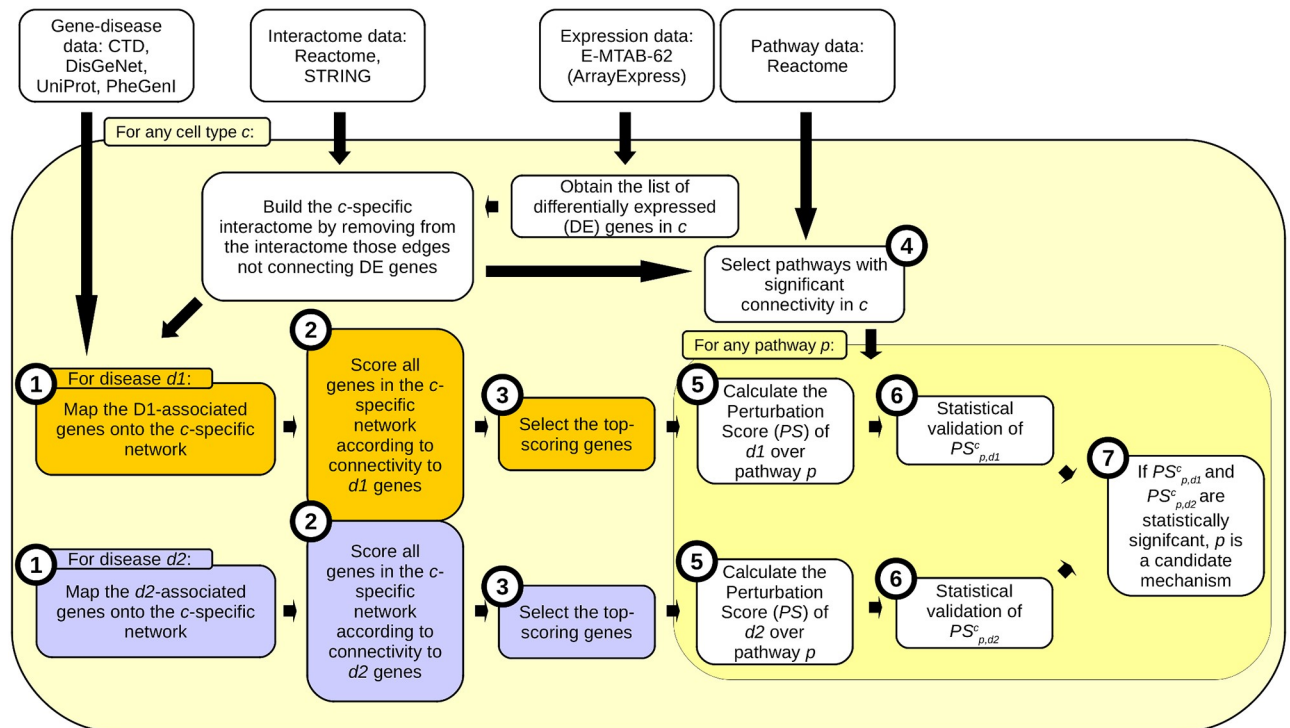 Gene-disease
data: CTD,
DisGeNet,
UniProt, PheGenI
Interactome data:
Reactome,
STRING
Expression data:
E-MTAB-62
(ArrayExpress)
Pathway data:
Reactome
For any cell type c:
Build the c-specific
interactome by removing from
the interactome those edges
not connecting DE genes
Obtain the list of
differentially expressed
(DE) genes in c
4
Select pathways with
significant
connectivity in c
For any pathway p:
1
For disease d1:
Map the D1-associated
genes onto the c-specific
network
2
Score all
genes in the c-
specific
network
according to
connectivity to
d1 genes
3
Select the top-
scoring genes
5
Calculate the
Perturbation
Score (PS) of
d1 over
pathway p
6
Statistical
validation of
PS^c_p,d1
7
If PS^c_p,d1 and
PS^c_p,d2 are
statistically
signifcant, p is
a candidate
mechanism
1
For disease d2:
Map the d2-associated
genes onto the c-specific
network
2
Score all
genes in the c-
specific
network
according to
connectivity to
d2 genes
3
Select the top-
scoring genes
5
Calculate the
Perturbation
Score (PS) of
d2 over
pathway p
6
Statistical
validation of
PS^c_p,d2